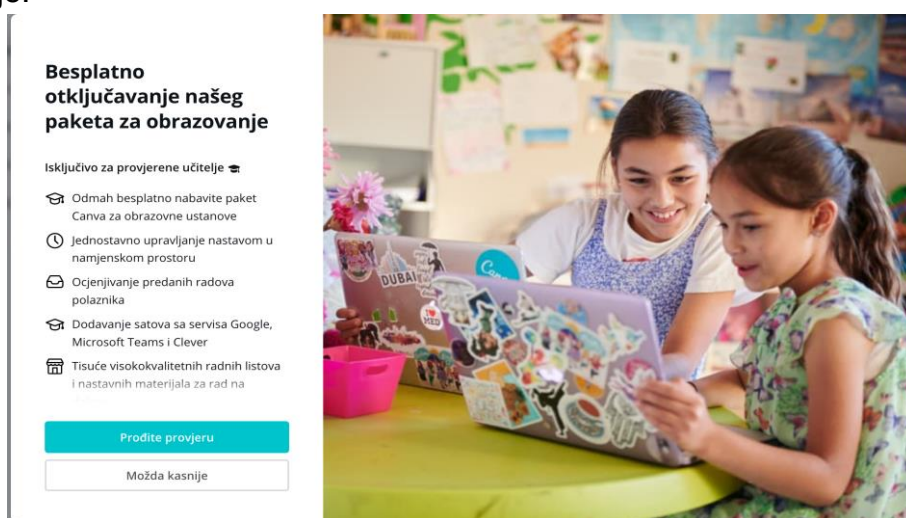 Besplatno
otključavanje našeg
paketa za obrazovanje
Isključivo za provjerene učitelje
Odmah besplatno nabavite paket
Canva za obrazovne ustanove
Jednostavno upravljanje nastavom u
namjenskom prostoru
Ocjenjivanje predanih radova
polaznika
Dodavanje satova sa servisa Google,
Microsoft Teams i Clever
Tisuće visokokvalitetnih radnih listova
i nastavnih materijala za rad na
Prođite provjeru
Možda kasnije
DUBAI
Canva
I MED